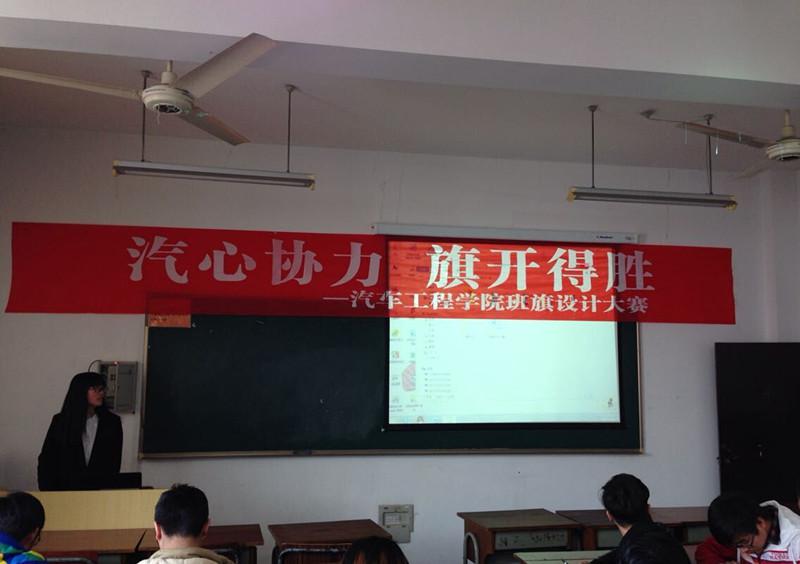 汽心协力 旗开得胜
—汽车工程学院班旗设计大赛